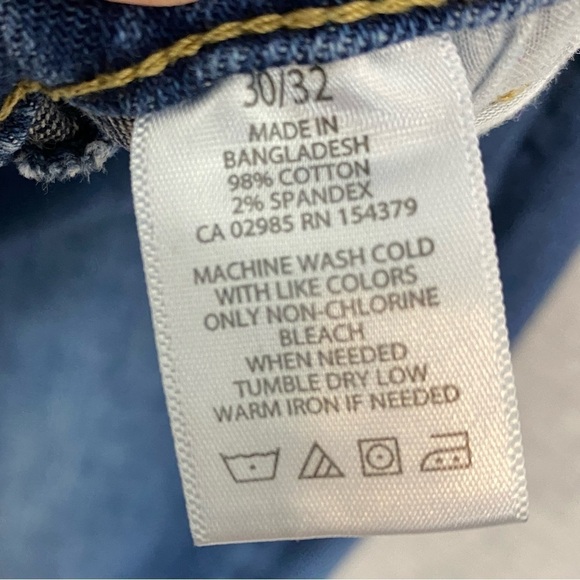 30/32
MADE IN
BANGLADESH
98% COTTON
2% SPANDEX
CA 02985 RN 154379
MACHINE WASH COLD
WITH LIKE COLORS
ONLY NON-CHLORINE
BLEACH
WHEN NEEDED
TUMBLE DRY LOW
WARM IRON IF NEEDED